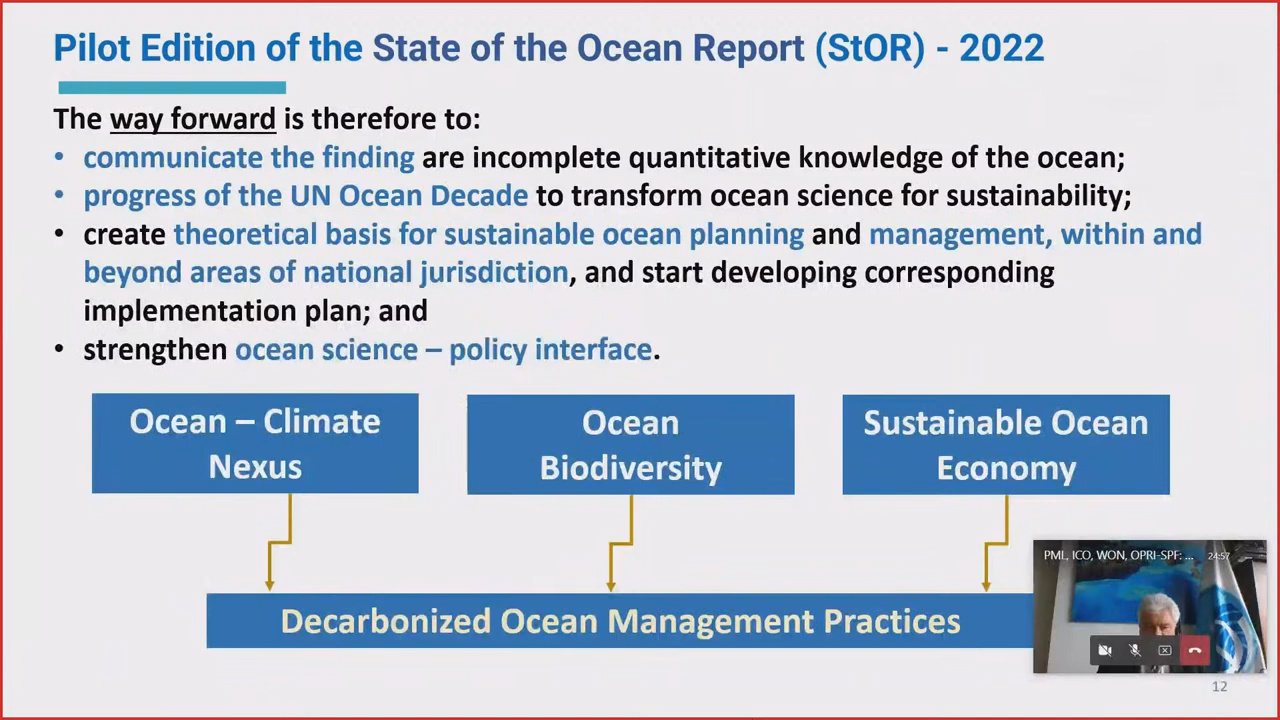 Pilot Edition of the State of the Ocean Report (StOR) - 2022
The way forward is therefore to:
• communicate the finding are incomplete quantitative knowledge of the ocean;
• progress of the UN Ocean Decade to transform ocean science for sustainability;
• create theoretical basis for sustainable ocean planning and management, within and
beyond areas of national jurisdiction, and start developing corresponding
implementation plan; and
• strengthen ocean science – policy interface.
Ocean – Climate
Nexus
Ocean
Biodiversity
Sustainable Ocean
Economy
Decarbonized Ocean Management Practices
PML, ICO, WON, OPRI-SPF: ...
24:57
12